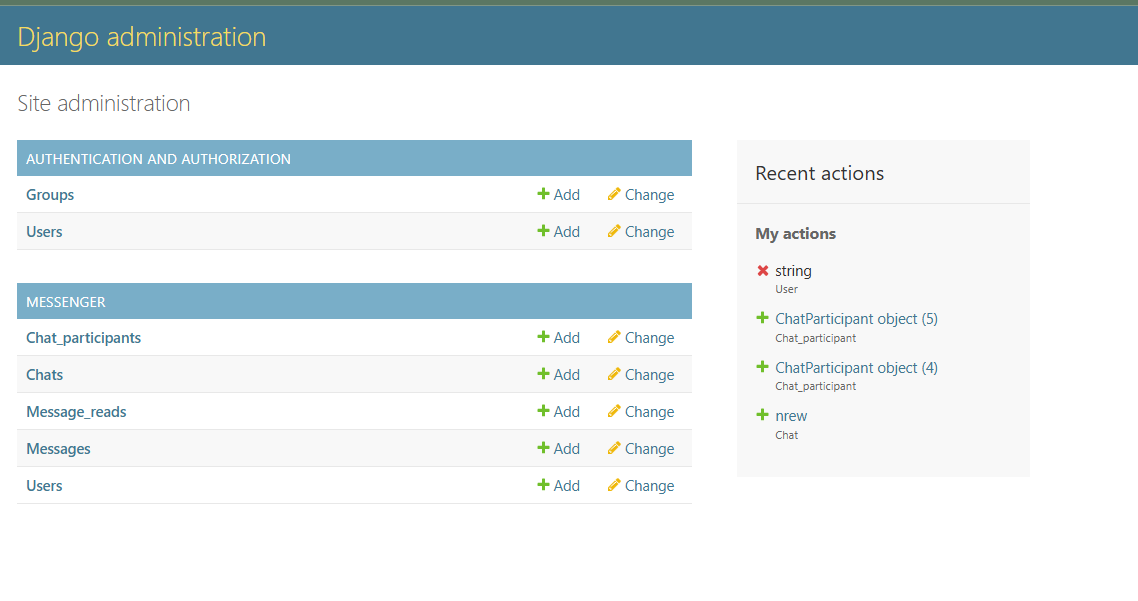 Django administration
Site administration
AUTHENTICATION AND AUTHORIZATION
Groups Add Change
Users Add Change
MESSENGER
Chat_participants Add Change
Chats Add Change
Message_reads Add Change
Messages Add Change
Users Add Change
Recent actions
My actions
string
User
ChatParticipant object (5)
Chat_participant
ChatParticipant object (4)
Chat_participant
nrew
Chat